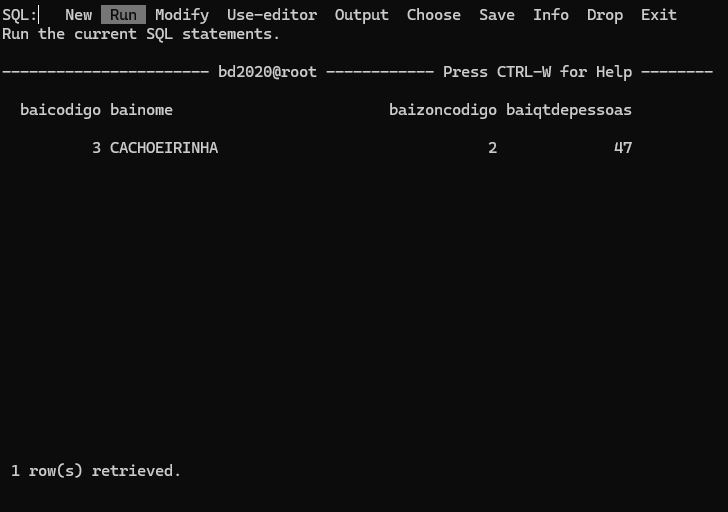 SQL:   New  Run  Modify  Use-editor  Output  Choose  Save  Info  Drop  Exit
Run the current SQL statements.
----------------------- bd2020@root ------------ Press CTRL-W for Help --------
baicodigo bainome                        baizoncodigo baiqtdepessoas
3 CACHOEIRINHA                              2             47
1 row(s) retrieved.